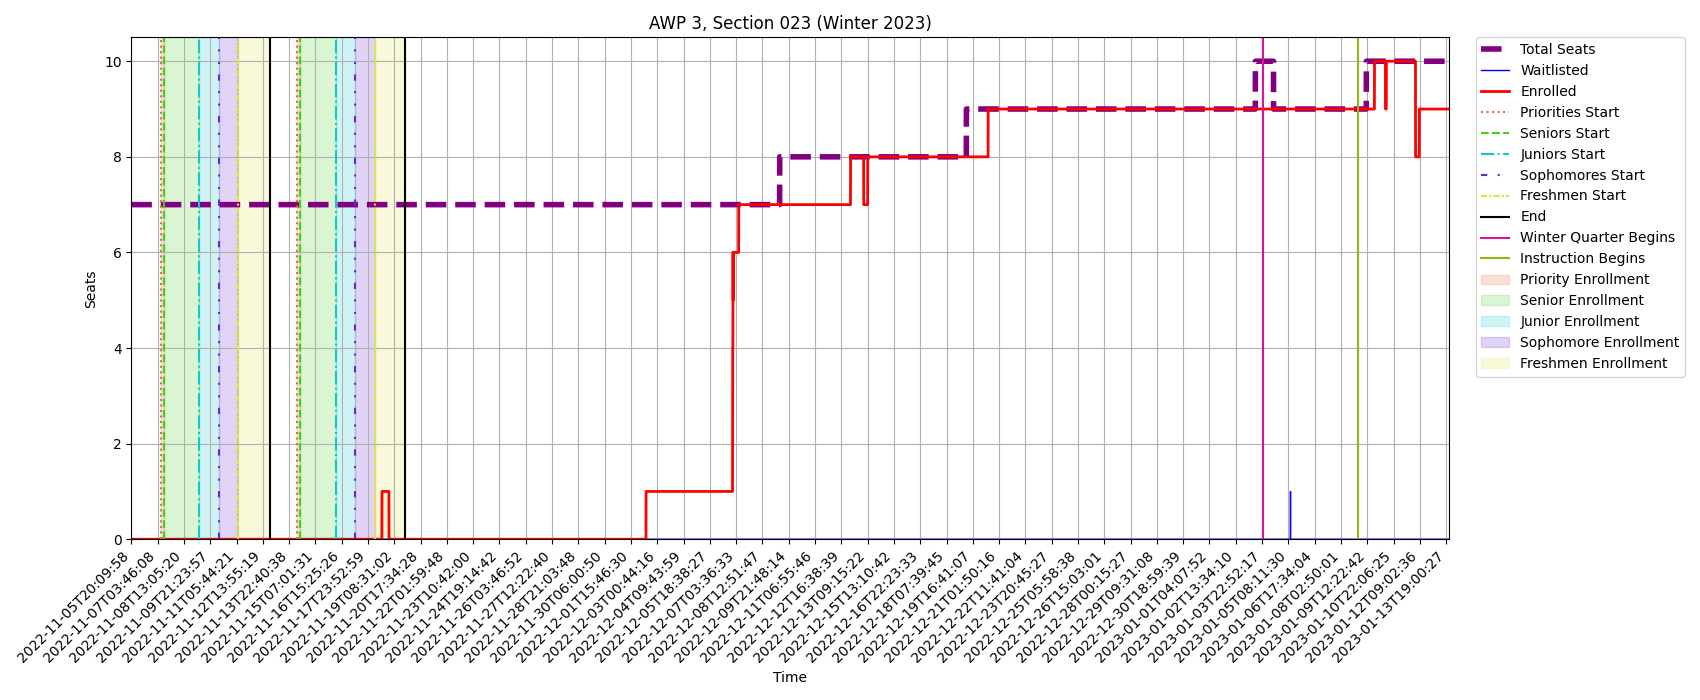 AWP 3, Section 023 (Winter 2023)
10
8
6
4
2
0
Seats
2022-11-05T20:09:58
2022-11-07T03:46:08
2022-11-08T13:05:20
2022-11-09T21:23:57
2022-11-11T05:44:21
2022-11-12T13:55:19
2022-11-13T22:40:38
2022-11-15T07:01:31
2022-11-16T15:25:26
2022-11-17T23:52:59
2022-11-19T08:31:02
2022-11-20T17:34:28
2022-11-22T01:59:48
2022-11-23T10:42:00
2022-11-24T19:14:42
2022-11-26T03:46:52
2022-11-27T12:22:40
2022-11-28T21:03:48
2022-11-30T06:00:50
2022-12-01T15:46:30
2022-12-03T00:44:16
2022-12-04T09:43:59
2022-12-05T18:38:27
2022-12-07T03:36:33
2022-12-08T12:51:47
2022-12-09T21:48:14
2022-12-11T06:55:46
2022-12-12T16:38:39
2022-12-13T09:15:22
2022-12-15T13:10:42
2022-12-16T22:23:33
2022-12-18T07:39:45
2022-12-19T16:41:07
2022-12-21T01:50:16
2022-12-22T11:41:04
2022-12-23T20:45:27
2022-12-25T05:58:38
2022-12-26T15:03:01
2022-12-28T00:15:27
2022-12-29T09:31:08
2022-12-30T18:59:39
2023-01-01T04:07:52
2023-01-02T13:34:10
2023-01-03T22:52:17
2023-01-05T08:11:30
2023-01-06T17:34:04
2023-01-08T02:50:01
2023-01-09T12:22:42
2023-01-10T22:06:25
2023-01-12T09:02:36
2023-01-13T19:00:27
Time
Total Seats
Waitlisted
Enrolled
Priorities Start
Seniors Start
Juniors Start
Sophomores Start
Freshmen Start
End
Winter Quarter Begins
Instruction Begins
Priority Enrollment
Senior Enrollment
Junior Enrollment
Sophomore Enrollment
Freshmen Enrollment